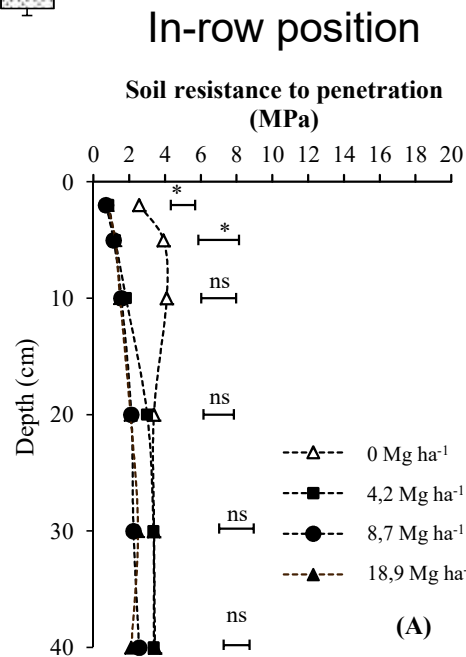 In-row position
Soil resistance to penetration
(MPa)
0 2 4 6 8 10 12 14 16 18 20
0
*
*
10
ns
20
ns
30
ns
40
ns
Depth (cm)
0 Mg ha⁻¹
4,2 Mg ha⁻¹
8,7 Mg ha⁻¹
18,9 Mg ha⁻
(A)